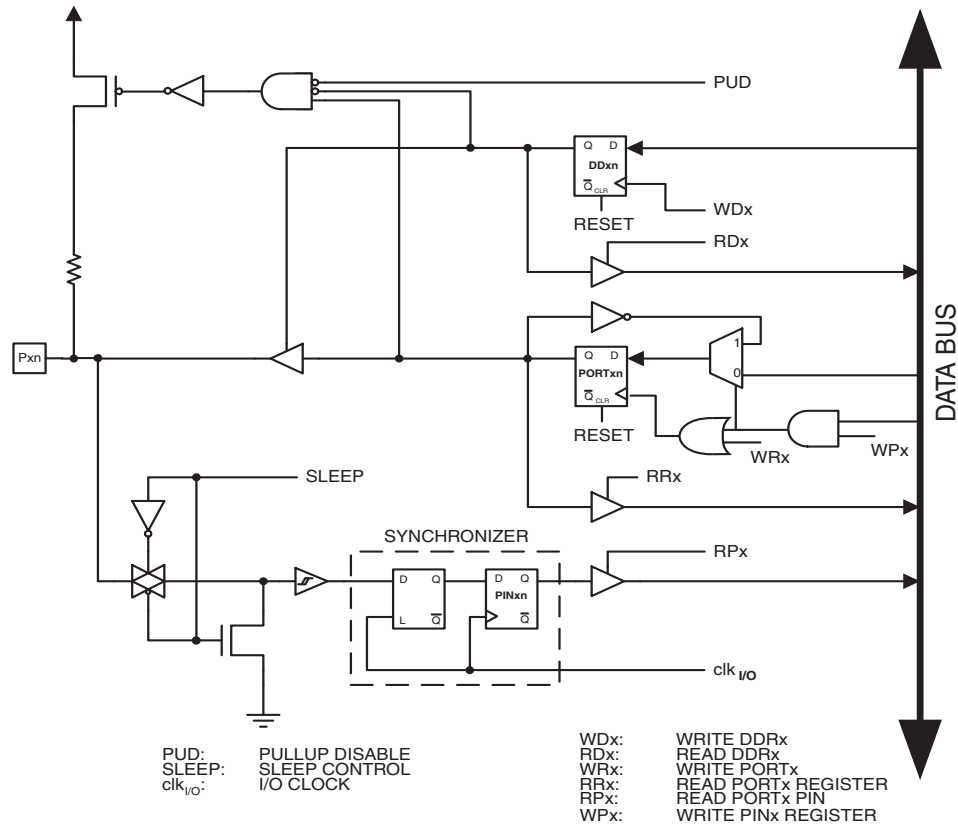 PUD
Q D
DDxn
Q CLR
WDx
RESET
RDx
1
Pxn
Q D
PORTxn
0
Q CLR
RESET
WRx
WPx
DATA BUS
SLEEP
RRx
SYNCHRONIZER
RPx
D Q
L Q
D Q
PINxn
Q
clk I/O
PUD: PULLUP DISABLE
SLEEP: SLEEP CONTROL
clkI/O: I/O CLOCK
WDx: WRITE DDRx
RDx: READ DDRx
WRx: WRITE PORTx
RRx: READ PORTx REGISTER
RPx: READ PORTx PIN
WPx: WRITE PINx REGISTER